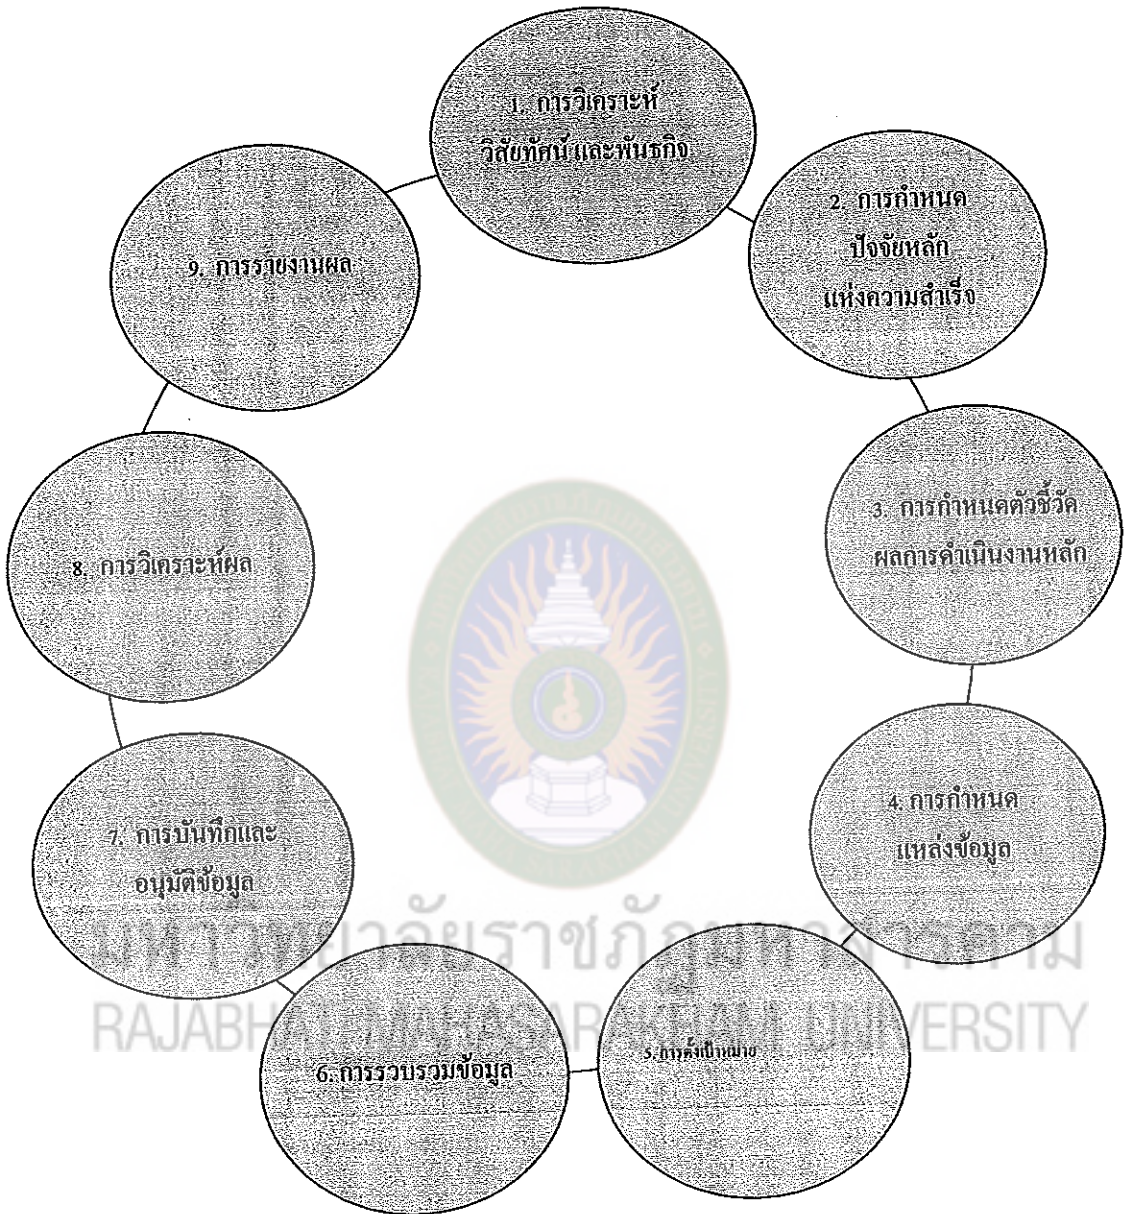 1. การวิเคราะห์
วิสัยทัศน์ และพันธกิจ
2. การกำหนด
ปัจจัยหลัก
แห่งความสำเร็จ
3. การกำหนดตัวชี้วัด
ผลการดำเนินงานหลัก
4. การกำหนด
แหล่งข้อมูล
5. การตั้งเป้าหมาย
6. การรวบรวมข้อมูล
7. การบันทึกและ
อนุมัติข้อมูล
8. การวิเคราะห์ผล
9. การรายงานผล
มหาวิทยาลัยราชภัฏมหาสารคาม
RAJABHAT MAHASARAKHAM UNIVERSITY